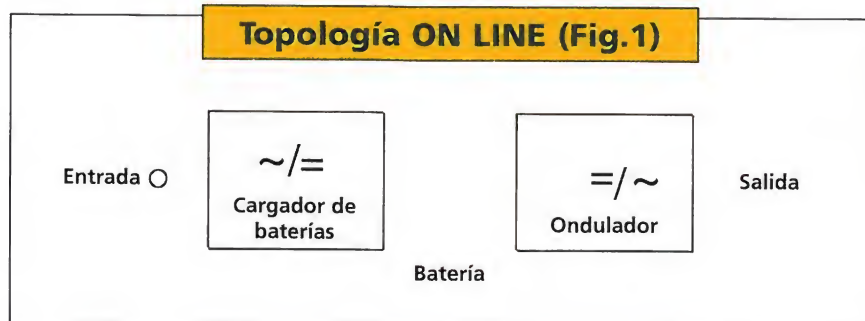 Topología ON LINE (Fig.1)
Entrada
~/=
Cargador de
baterías
=/~
Ondulador
Salida
Batería